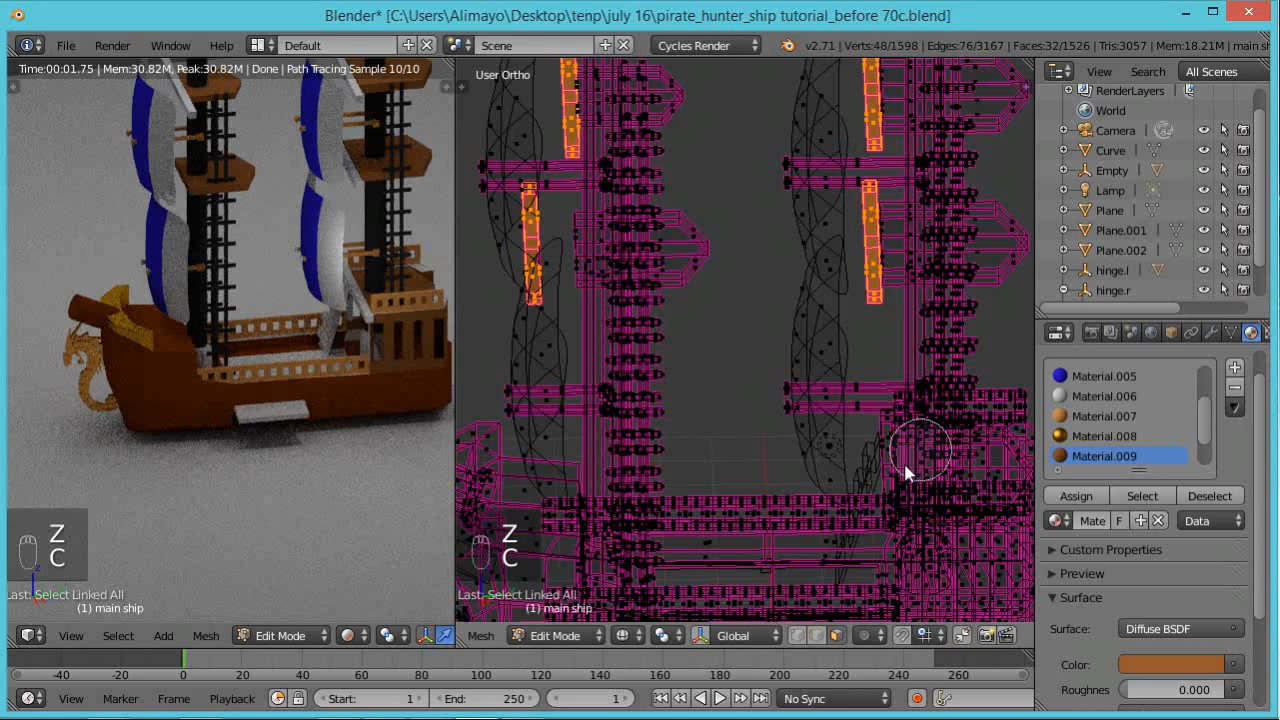 Blender* [C:\Users\Alimayo\Desktop\tenp\july 16\pirate_hunter_ship tutorial_before 70c.blend]
File Render Window Help Default Scene Cycles Render v2.71 | Verts:48/1598 | Edges:76/3167 | Faces:32/1526 | Tris:3057 | Mem:18.21M | main sh
Time:00:01.75 | Mem:30.82M, Peak:30.82M | Done | Path Tracing Sample 10/10
User Ortho
View Search All Scenes
RenderLayers
World
Camera
Curve
Empty
Lamp
Plane
Plane.001
Plane.002
hinge.l
hinge.r
Material.005
Material.006
Material.007
Material.008
Material.009
Assign Select Deselect
Mate F Data
Custom Properties
Preview
Surface
Surface: Diffuse BSDF
Color:
Roughnes 0.000
Z
C
Last: Select Linked All
(1) main ship
Z
C
Last: Select Linked All
(1) main ship
View Select Add Mesh Edit Mode
Mesh Edit Mode Global
-40 -20 0 20 40 60 80 100 120 140 160 180 200 220 240 260
View Marker Frame Playback Start: 1 End: 250 1 No Sync